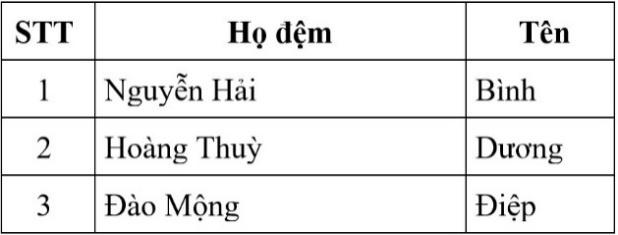 STT Họ đệm Tên
1 Nguyễn Hải Bình
2 Hoàng Thuỳ Dương
3 Đào Mộng Điệp